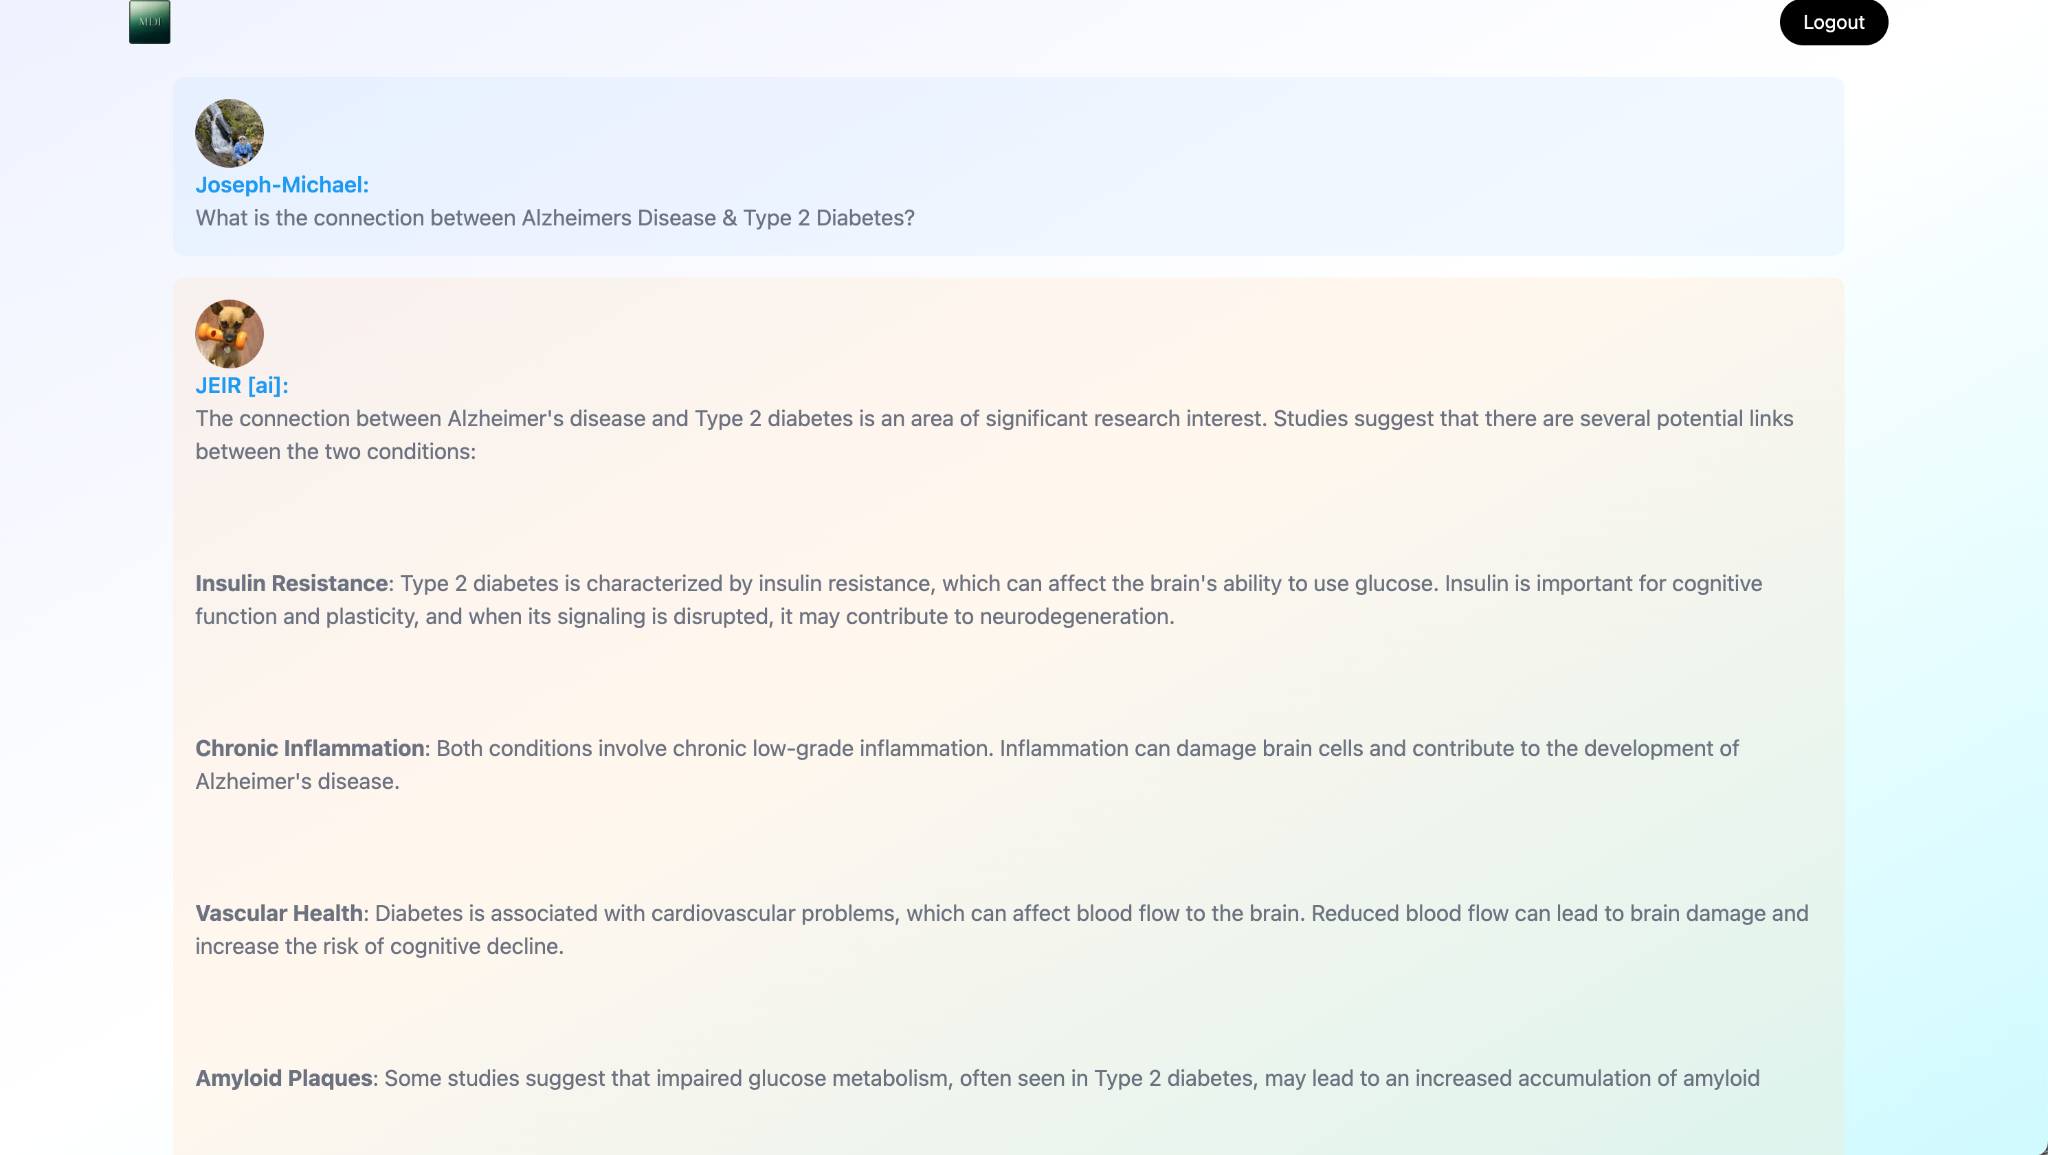 MDI
Logout
Joseph-Michael:
What is the connection between Alzheimers Disease & Type 2 Diabetes?
JEIR [ai]:
The connection between Alzheimer's disease and Type 2 diabetes is an area of significant research interest. Studies suggest that there are several potential links
between the two conditions:
Insulin Resistance: Type 2 diabetes is characterized by insulin resistance, which can affect the brain's ability to use glucose. Insulin is important for cognitive
function and plasticity, and when its signaling is disrupted, it may contribute to neurodegeneration.
Chronic Inflammation: Both conditions involve chronic low-grade inflammation. Inflammation can damage brain cells and contribute to the development of
Alzheimer's disease.
Vascular Health: Diabetes is associated with cardiovascular problems, which can affect blood flow to the brain. Reduced blood flow can lead to brain damage and
increase the risk of cognitive decline.
Amyloid Plaques: Some studies suggest that impaired glucose metabolism, often seen in Type 2 diabetes, may lead to an increased accumulation of amyloid